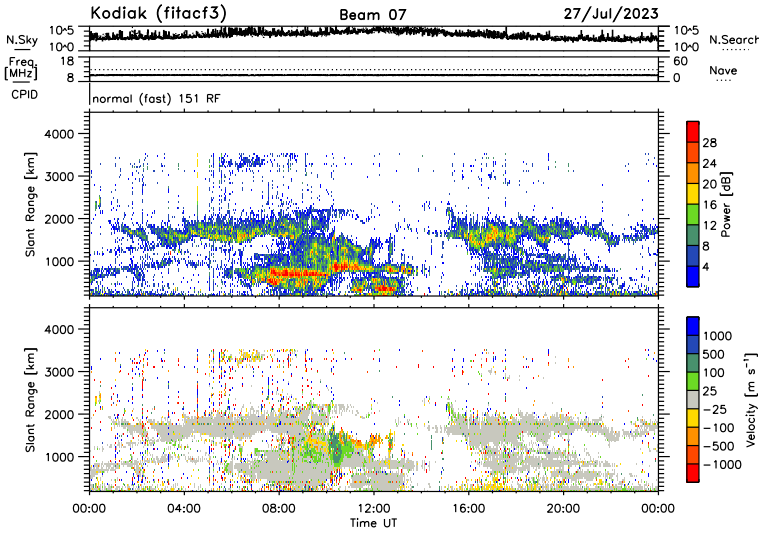 Kodiak (fitacf3) Beam 07 27/Jul/2023
N.Sky 10^5 10^0 10^5 10^0 N.Search
Freq. [MHz] 18 8 60 0 Nave
CPID normal (fast) 151 RF
Slant Range [km]
4000
3000
2000
1000
28
24
20
16
12
8
4
Power [dB]
Slant Range [km]
4000
3000
2000
1000
1000
500
100
25
−25
−100
−500
−1000
Velocity [m s⁻¹]
00:00 04:00 08:00 12:00 16:00 20:00 00:00
Time UT